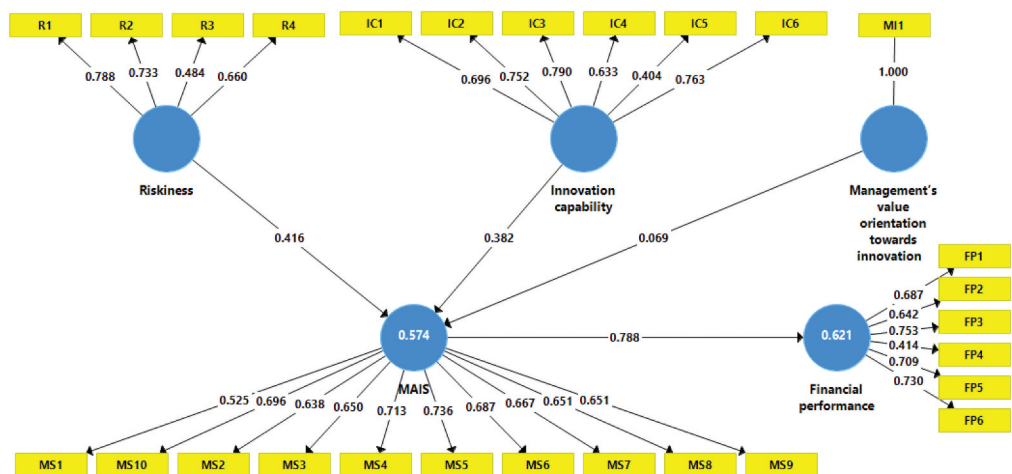 R1 R2 R3 R4 IC1 IC2 IC3 IC4 IC5 IC6 MI1
0.788 0.733 0.484 0.660 0.696 0.752 0.790 0.633 0.404 0.763 1.000
Riskiness
Innovation
capability
Management's
value
orientation
towards
innovation
0.416 0.382 0.069
FP1
0.687
FP2
0.642
0.574 0.788 0.621
0.753
FP3
0.414
FP4
0.709
FP5
0.730
FP6
MAIS
Financial
performance
0.525 0.696 0.638 0.650 0.713 0.736 0.687 0.667 0.651 0.651
MS1 MS10 MS2 MS3 MS4 MS5 MS6 MS7 MS8 MS9